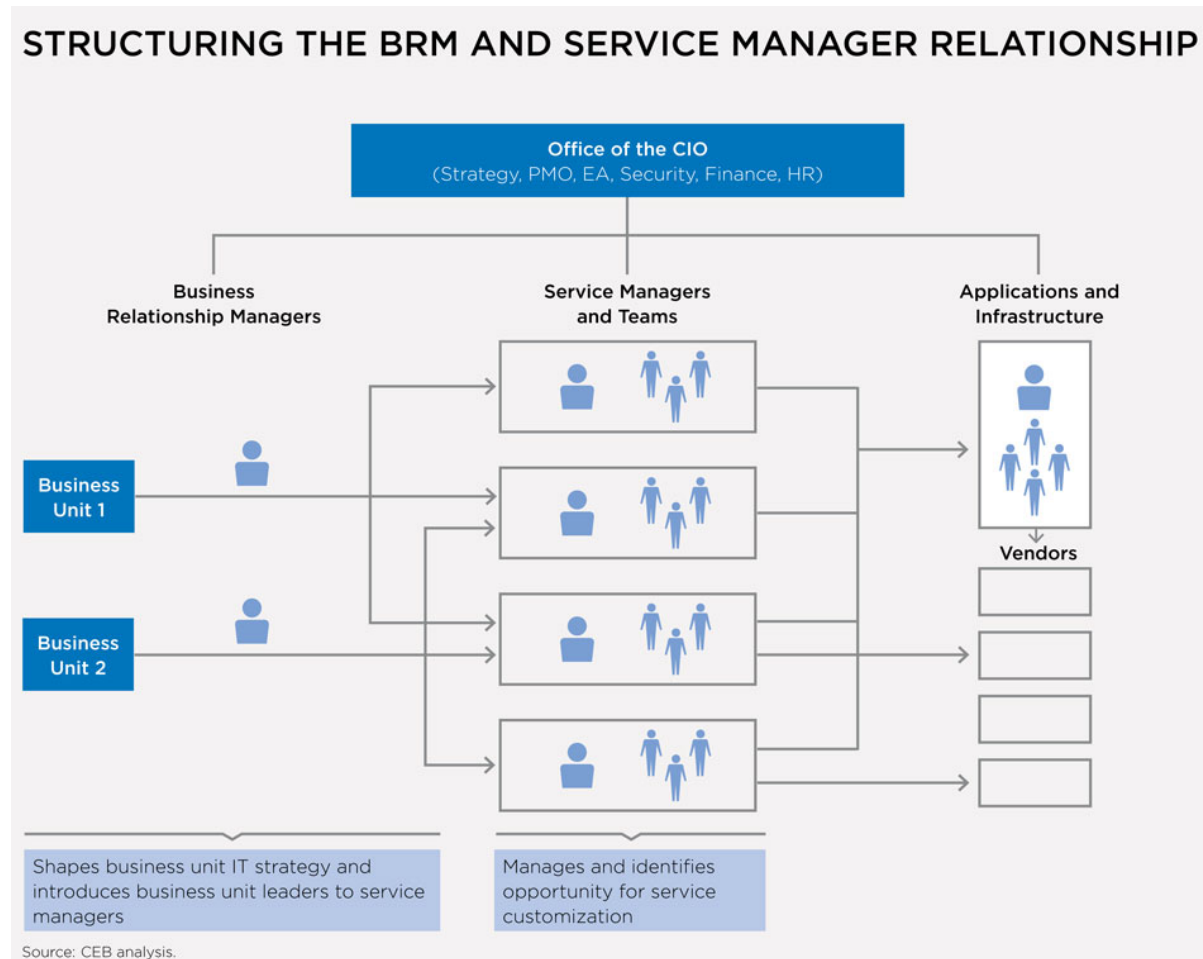 STRUCTURING THE BRM AND SERVICE MANAGER RELATIONSHIP
Office of the CIO
(Strategy, PMO, EA, Security, Finance, HR)
Business
Relationship Managers
Service Managers
and Teams
Applications and
Infrastructure
Business
Unit 1
Vendors
Business
Unit 2
Shapes business unit IT strategy and
introduces business unit leaders to service
managers
Manages and identifies
opportunity for service
customization
Source: CEB analysis.